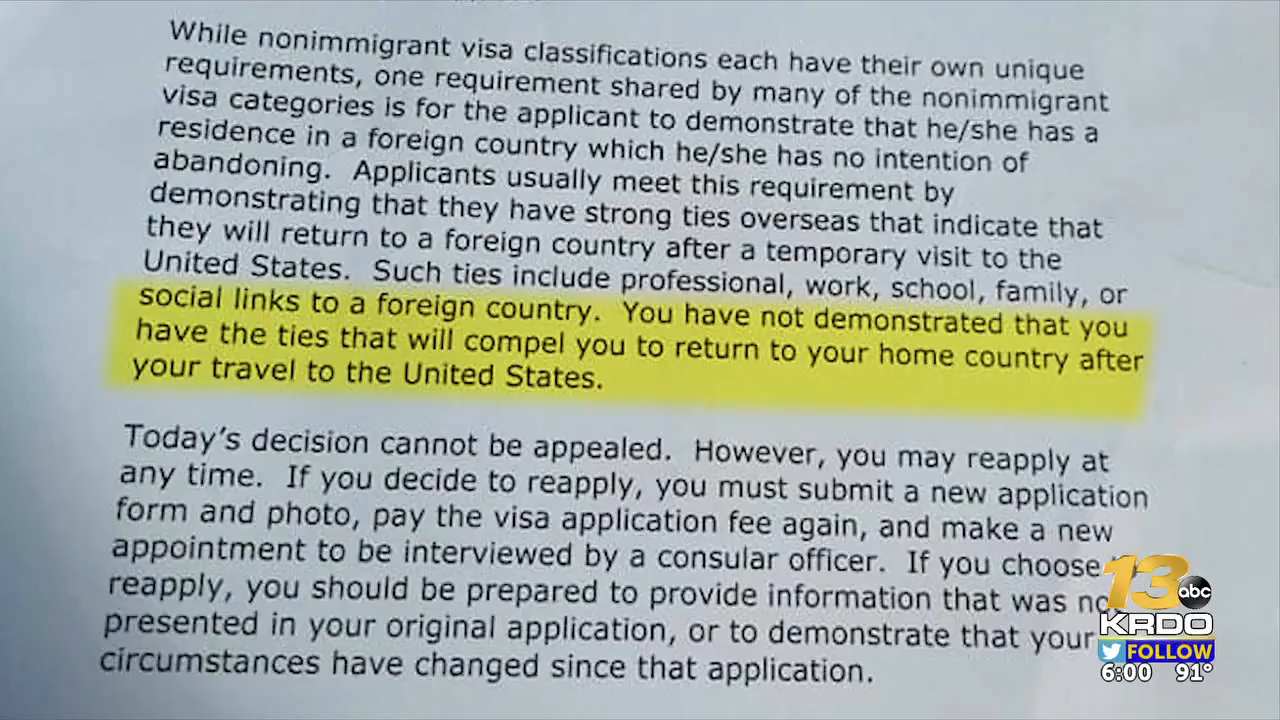 While nonimmigrant visa classifications each have their own unique
requirements, one requirement shared by many of the nonimmigrant
visa categories is for the applicant to demonstrate that he/she has a
residence in a foreign country which he/she has no intention of
abandoning.  Applicants usually meet this requirement by
demonstrating that they have strong ties overseas that indicate that
they will return to a foreign country after a temporary visit to the
United States.  Such ties include professional, work, school, family, or
social links to a foreign country.  You have not demonstrated that you
have the ties that will compel you to return to your home country after
your travel to the United States.
Today's decision cannot be appealed.  However, you may reapply at
any time.  If you decide to reapply, you must submit a new application
form and photo, pay the visa application fee again, and make a new
appointment to be interviewed by a consular officer.  If you choose
reapply, you should be prepared to provide information that was
presented in your original application, or to demonstrate that your
circumstances have changed since that application.
13
abc
KRDO
FOLLOW
6:00 91°